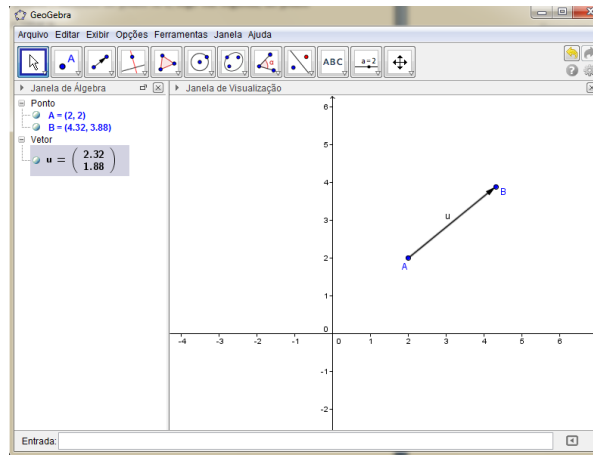 GeoGebra
Arquivo Editar Exibir Opções Ferramentas Janela Ajuda
A
α
ABC
a=2
Janela de Álgebra
Janela de Visualização
Ponto
A = (2, 2)
B = (4.32, 3.88)
Vetor
u = ( 2.32
1.88 )
6
5
4
3
2
1
0
-1
-2
-4 -3 -2 -1 0 1 2 3 4 5 6
B
u
A
Entrada: